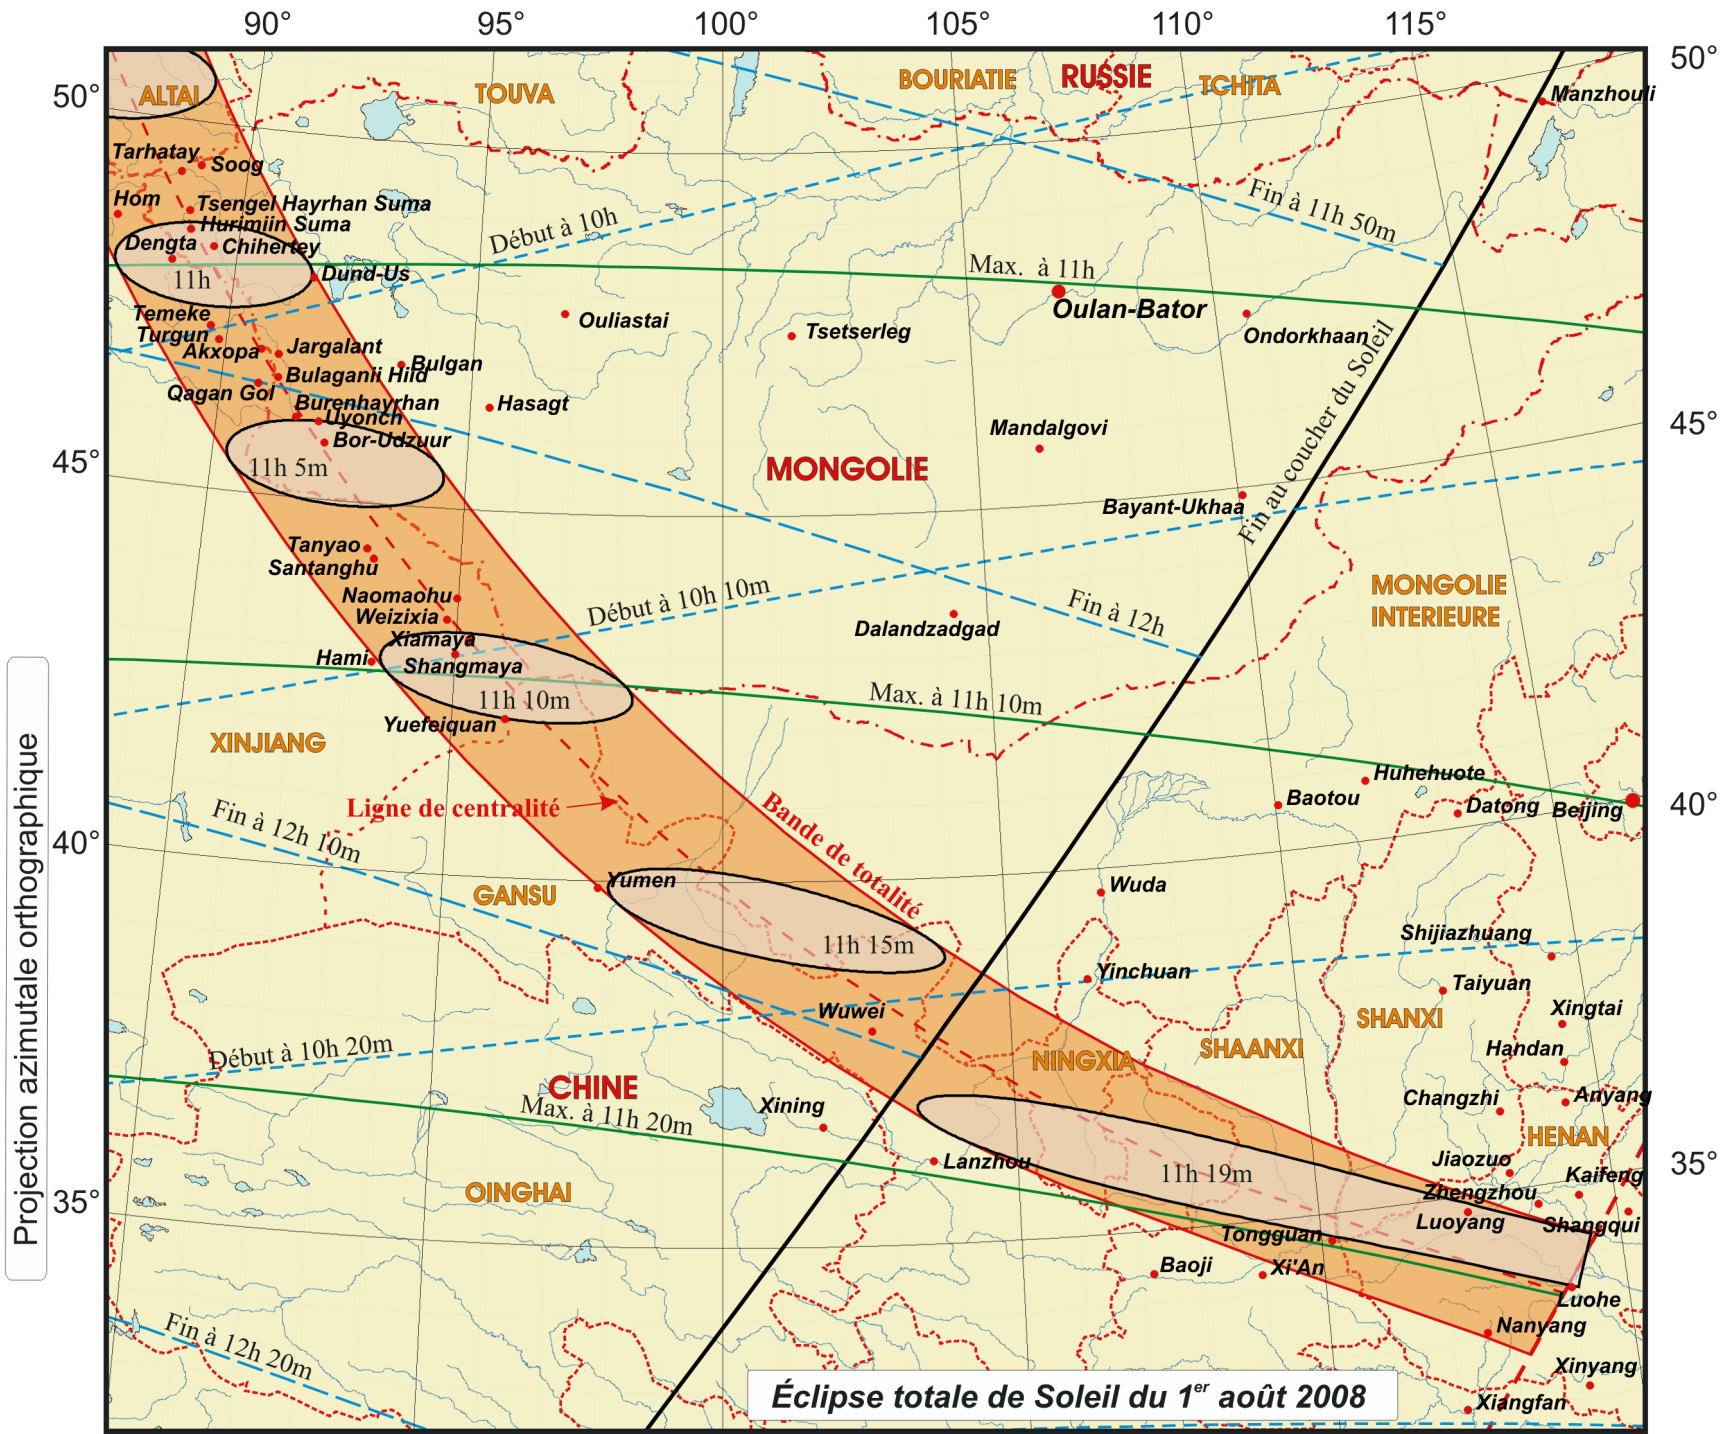 90°
95°
100°
105°
110°
115°
50°
50°
ALTAI
TOUVA
BOURIATIE
RUSSIE
TCHITA
Manzhouli
Tarhatay
Soog
Hom
Tsengel Hayrhan Suma
Hurimiin Suma
Dengta
Chihertey
11h
Dund-Us
Début à 10h
Fin à 11h 50m
Max. à 11h
Oulan-Bator
Ondorkhaan
Temeke
Turgun
Akxopa
Jargalant
Bulgan
Bulaganii Hiid
Qagan Gol
Burenhayrhan
Uyonch
Bor-Udzuur
Ouliastai
Tsetserleg
Hasagt
Mandalgovi
45°
45°
11h 5m
MONGOLIE
Bayant-Ukhaa
Fin au coucher du Soleil
Tanyao
Santanghu
Naomaohu
Weizixia
Xiamaya
Hami
Shangmaya
11h 10m
Yuefeiquan
Début à 10h 10m
Fin à 12h
Dalandzadgad
MONGOLIE
INTERIEURE
Max. à 11h 10m
XINJIANG
Huhehuote
Baotou
Datong
Beijing
40°
40°
Ligne de centralité
Bande de totalité
Fin à 12h 10m
GANSU
Yumen
11h 15m
Wuda
Shijiazhuang
Yinchuan
Taiyuan
Xingtai
Wuwei
SHANXI
Handan
Début à 10h 20m
NINGXIA
SHAANXI
CHINE
Max. à 11h 20m
Xining
Changzhi
Anyang
HENAN
35°
35°
Lanzhou
11h 19m
Jiaozuo
Kaifeng
Zhengzhou
Luoyang
Shangqui
OINGHAI
Tongguan
Baoji
Xi'An
Luohe
Nanyang
Fin à 12h 20m
Xinyang
Xiangfan
Projection azimutale orthographique
Éclipse totale de Soleil du 1er août 2008